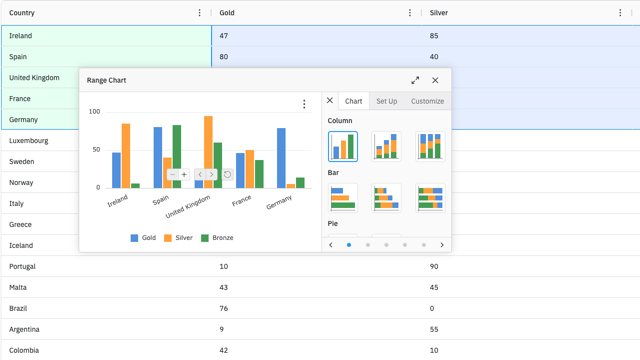 Country Gold Silver
Ireland 47 85
Spain 80 40
United Kingdom
France
Germany
Luxembourg
Sweden
Norway
Italy
Greece
Iceland
Portugal 10 90
Malta 43 45
Brazil 76 0
Argentina 9 55
Colombia 42 10
Range Chart
100
50
0
Ireland Spain United Kingdom France Germany
Gold Silver Bronze
Chart Set Up Customize
Column
Bar
Pie